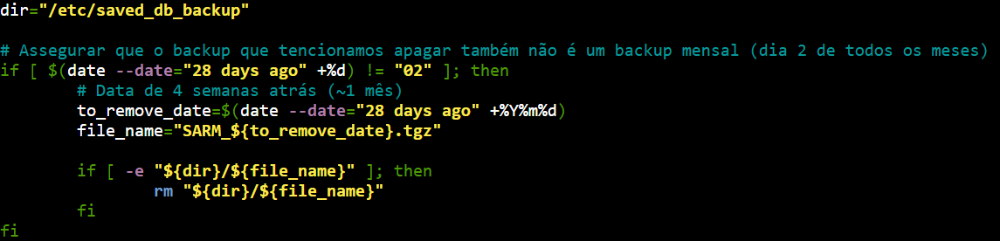 dir="/etc/saved_db_backup"
# Assegurar que o backup que tencionamos apagar também não é um backup mensal (dia 2 de todos os meses)
if [ $(date --date="28 days ago" +%d) != "02" ]; then
# Data de 4 semanas atrás (~1 mês)
to_remove_date=$(date --date="28 days ago" +%Y%m%d)
file_name="SARM_${to_remove_date}.tgz"
if [ -e "${dir}/${file_name}" ]; then
rm "${dir}/${file_name}"
fi
fi